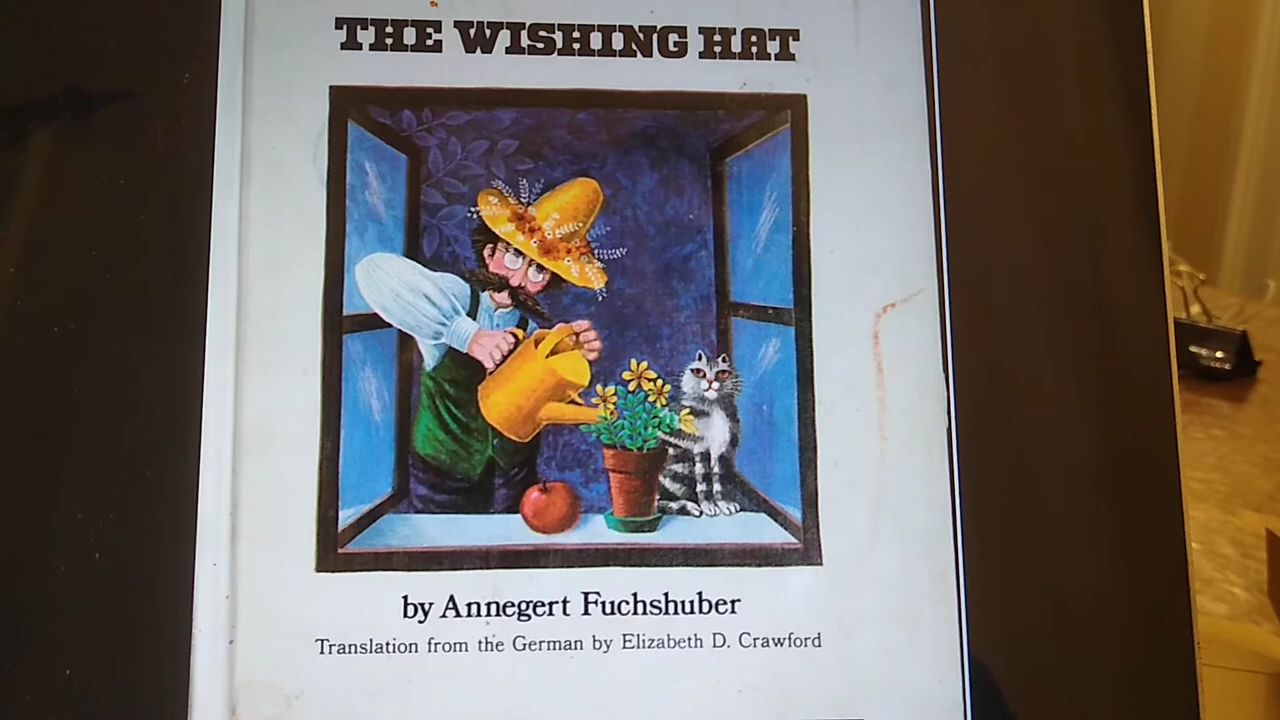 THE WISHING HAT
by Annegert Fuchshuber
Translation from the German by Elizabeth D. Crawford